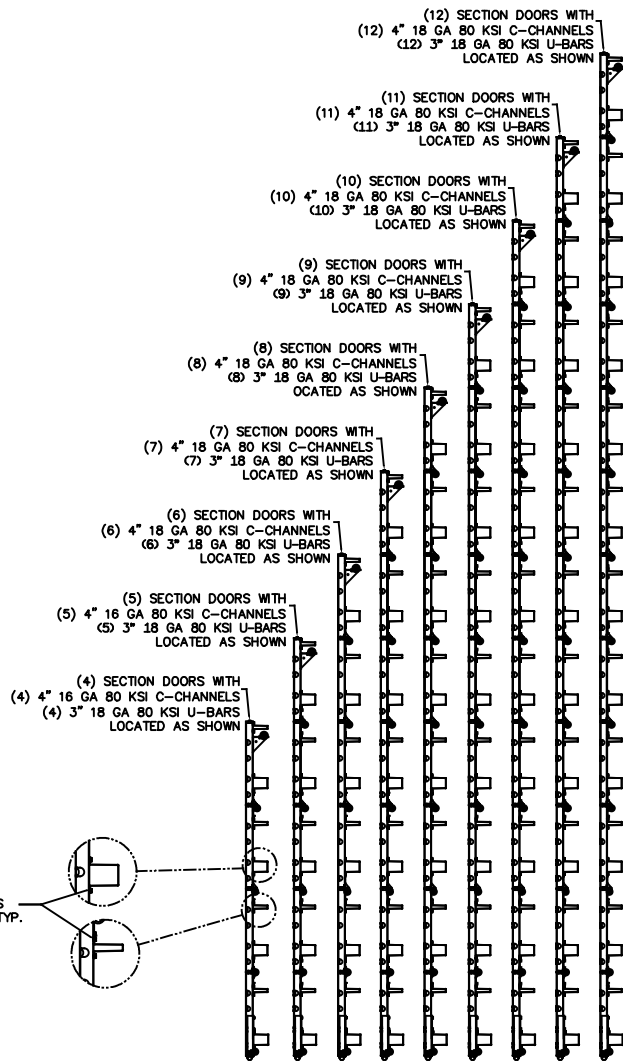 (12) SECTION DOORS WITH
(12) 4" 18 GA 80 KSI C-CHANNELS
(12) 3" 18 GA 80 KSI U-BARS
LOCATED AS SHOWN
(11) SECTION DOORS WITH
(11) 4" 18 GA 80 KSI C-CHANNELS
(11) 3" 18 GA 80 KSI U-BARS
LOCATED AS SHOWN
(10) SECTION DOORS WITH
(10) 4" 18 GA 80 KSI C-CHANNELS
(10) 3" 18 GA 80 KSI U-BARS
LOCATED AS SHOWN
(9) SECTION DOORS WITH
(9) 4" 18 GA 80 KSI C-CHANNELS
(9) 3" 18 GA 80 KSI U-BARS
LOCATED AS SHOWN
(8) SECTION DOORS WITH
(8) 4" 18 GA 80 KSI C-CHANNELS
(8) 3" 18 GA 80 KSI U-BARS
OCATED AS SHOWN
(7) SECTION DOORS WITH
(7) 4" 18 GA 80 KSI C-CHANNELS
(7) 3" 18 GA 80 KSI U-BARS
LOCATED AS SHOWN
(6) SECTION DOORS WITH
(6) 4" 18 GA 80 KSI C-CHANNELS
(6) 3" 18 GA 80 KSI U-BARS
LOCATED AS SHOWN
(5) SECTION DOORS WITH
(5) 4" 16 GA 80 KSI C-CHANNELS
(5) 3" 18 GA 80 KSI U-BARS
LOCATED AS SHOWN
(4) SECTION DOORS WITH
(4) 4" 16 GA 80 KSI C-CHANNELS
(4) 3" 18 GA 80 KSI U-BARS
LOCATED AS SHOWN
S
TYP.